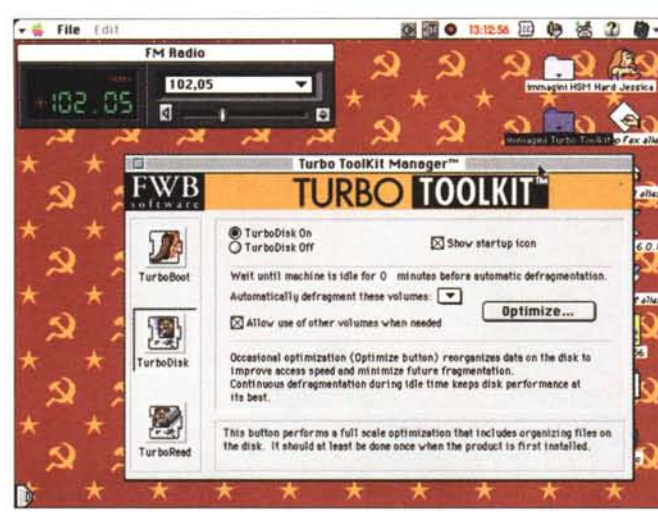 File Edit
13:12:56
FM Radio
102,05
102.05
Immagini HSM Hard Jessica
Immagini Turbo Toolkit
Fax alias
Turbo ToolKit Manager™
FWB
software
TURBO TOOLKIT™
TurboBoot
TurboDisk
TurboRead
TurboDisk On
TurboDisk Off
Show startup icon
Wait until machine is idle for 0 minutes before automatic defragmentation.
Automatically defragment these volumes:
Optimize...
Allow use of other volumes when needed
Occasional optimization (Optimize button) reorganizes data on the disk to
improve access speed and minimize future fragmentation.
Continuous defragmentation during idle time keeps disk performance at
its best.
This button performs a full scale optimization that includes organizing files on
the disk. It should at least be done once when the product is first installed.